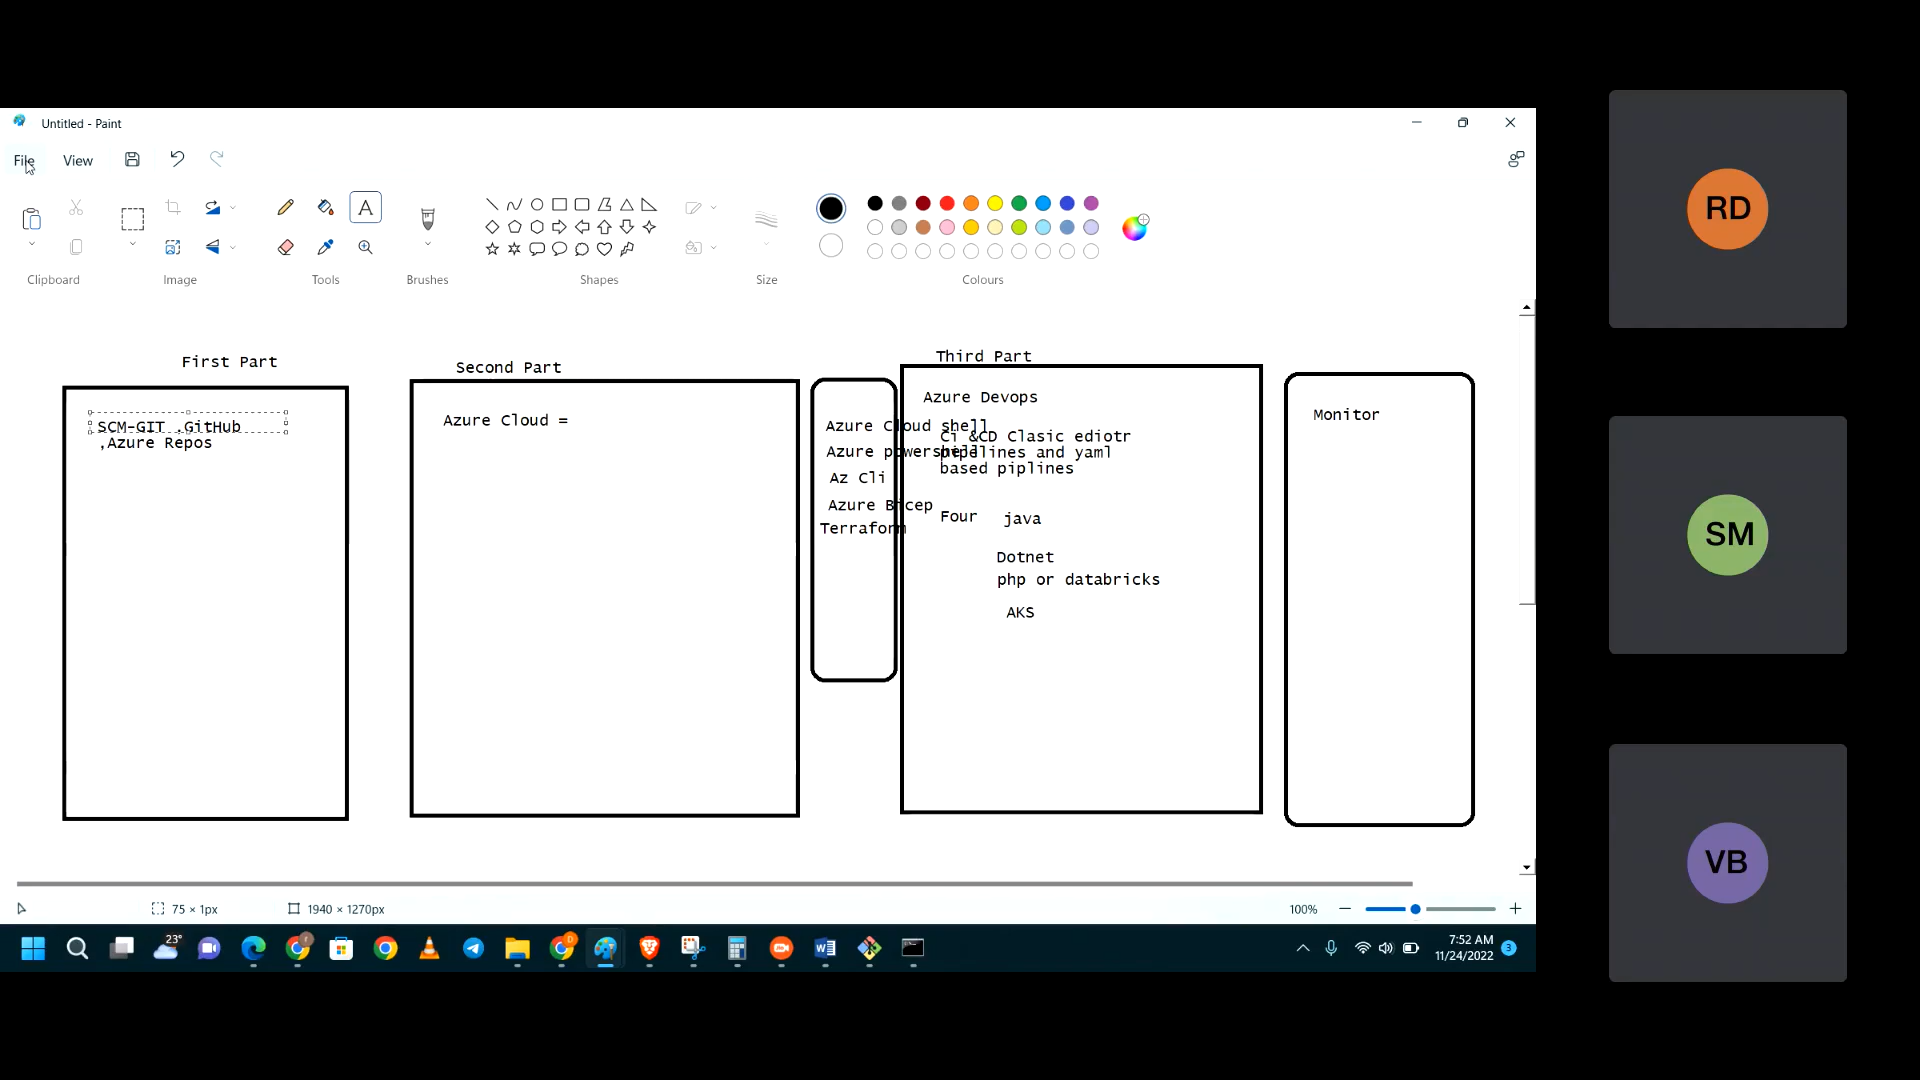 Untitled - Paint
File
View
Clipboard
Image
Tools
Brushes
Shapes
Size
Colours
A
First Part
SCM-GIT .GitHub
,Azure Repos
Second Part
Azure Cloud =
Azure Cloud shell
Azure powershell
Az Cli
Azure Bicep
Terraform
Third Part
Azure Devops
Ci &CD Clasic ediotr
pipelines and yaml
based piplines
Four java
Dotnet
php or databricks
AKS
Monitor
75 × 1px
1940 × 1270px
100%
23°
7:52 AM
11/24/2022
3
RD
SM
VB